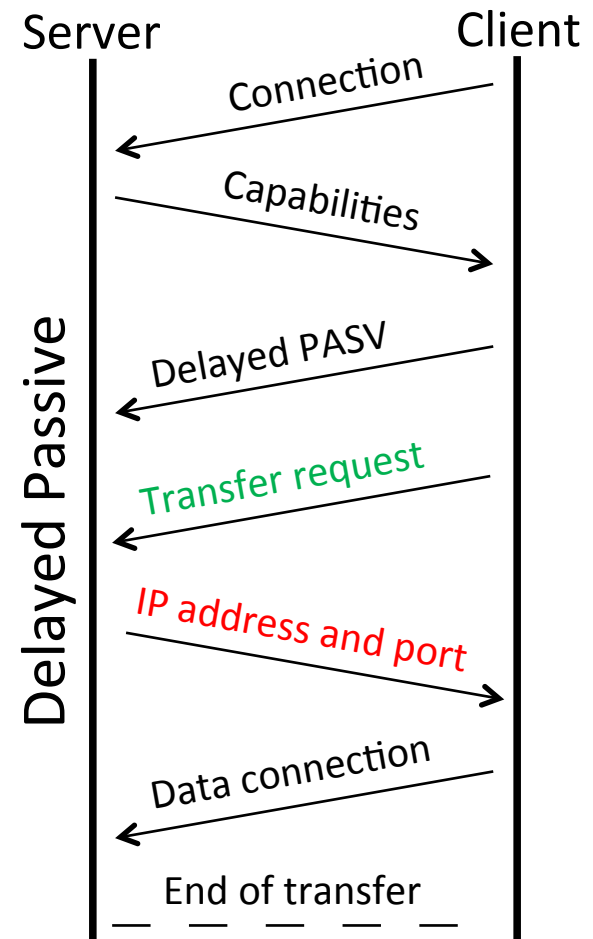 Server
Client
Connection
Capabilities
Delayed PASV
Transfer request
IP address and port
Data connection
End of transfer
Delayed Passive